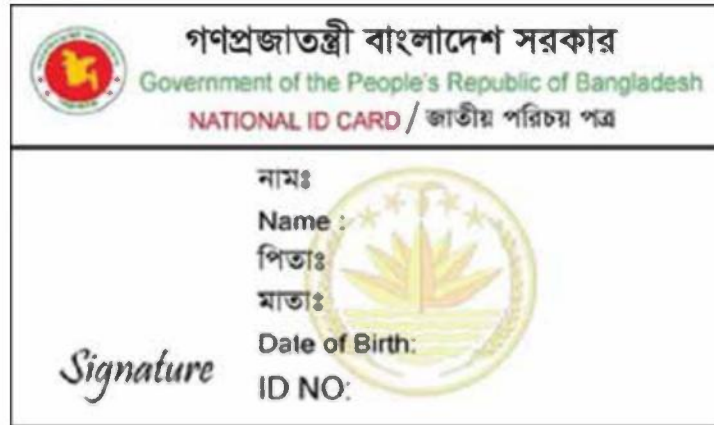 গণপ্রজাতন্ত্রী বাংলাদেশ সরকার
Government of the People's Republic of Bangladesh
NATIONAL ID CARD / জাতীয় পরিচয় পত্র
নামঃ
Name :
পিতাঃ
মাতাঃ
Date of Birth:
Signature
ID NO: